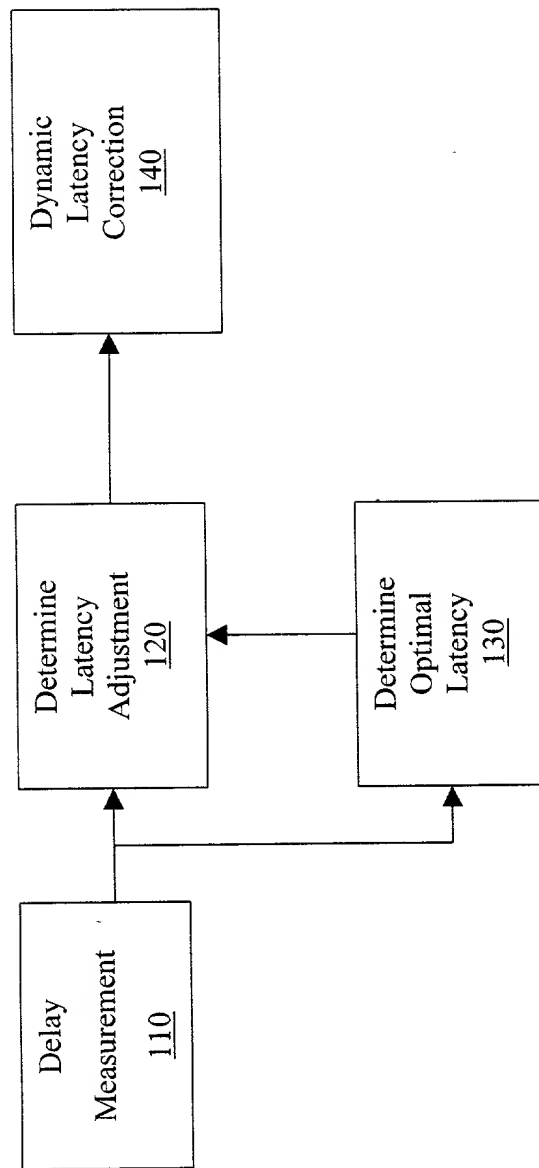 Delay
Measurement
110
Determine
Latency
Adjustment
120
Determine
Optimal
Latency
130
Dynamic
Latency
Correction
140